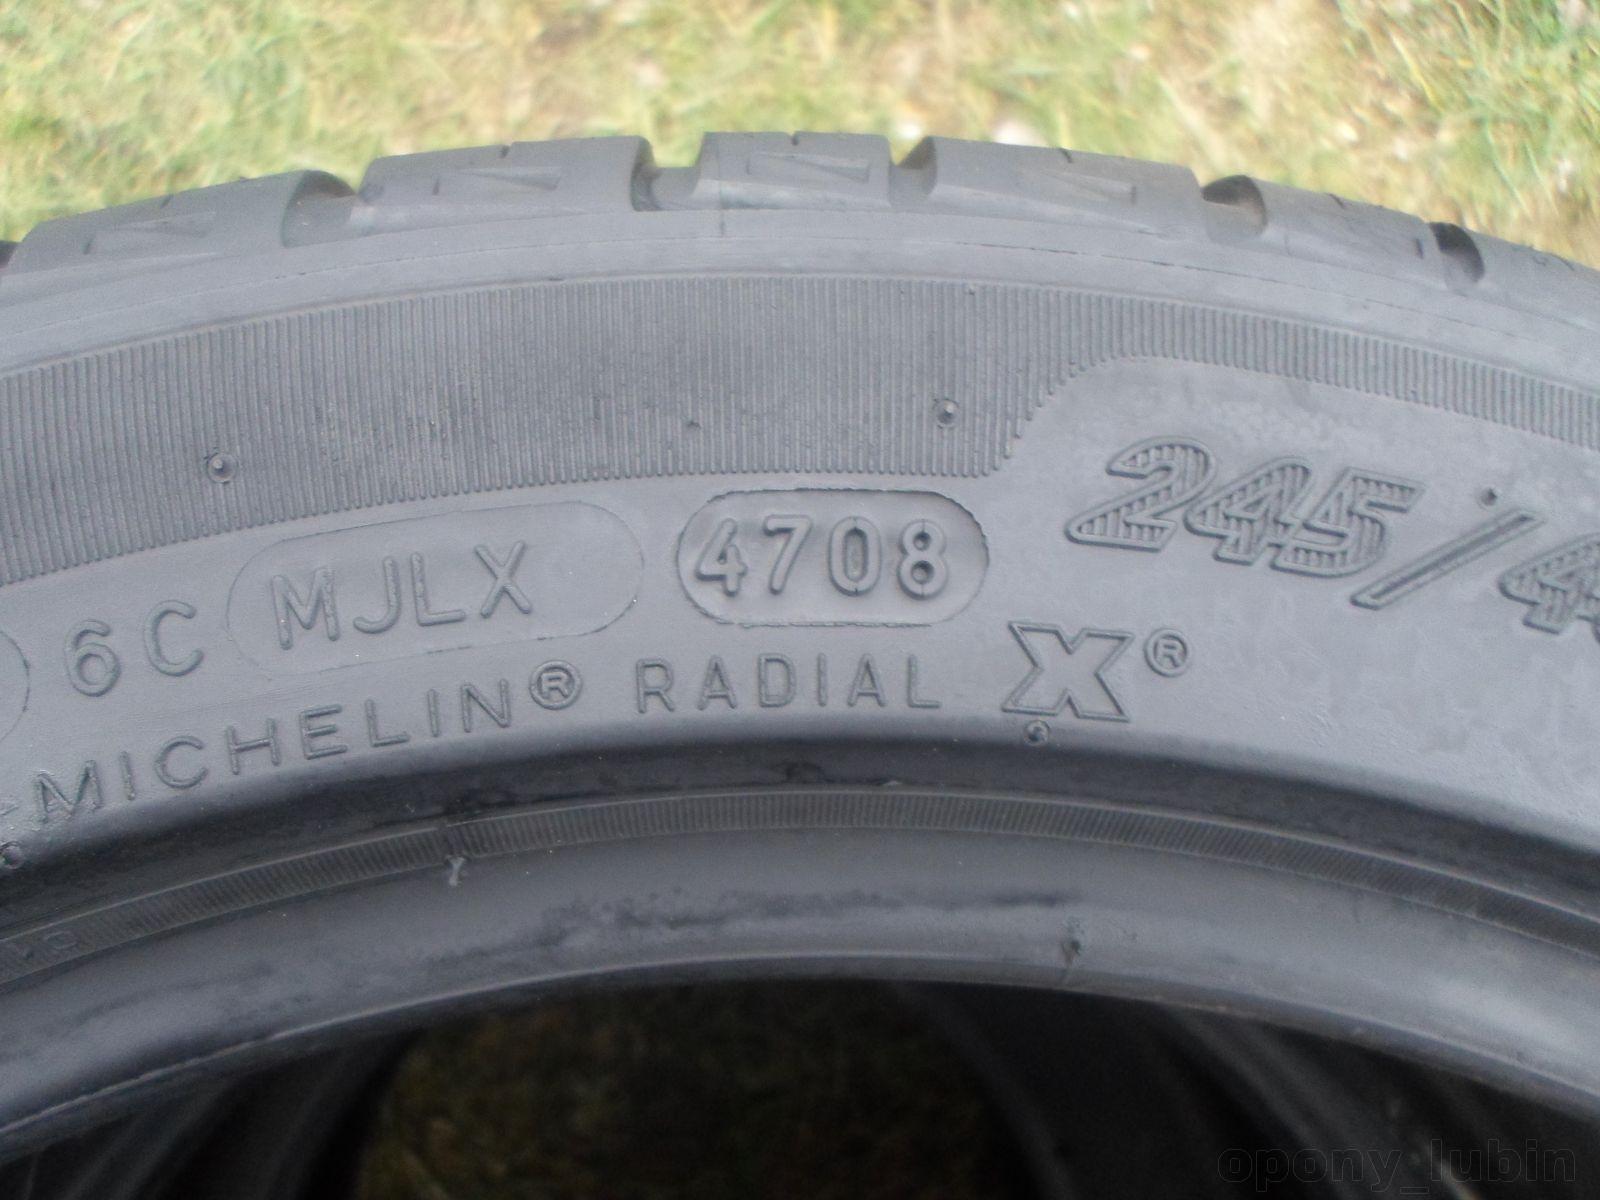 6C MJLX 4708 245/4
MICHELIN® RADIAL X®
opony_lubin